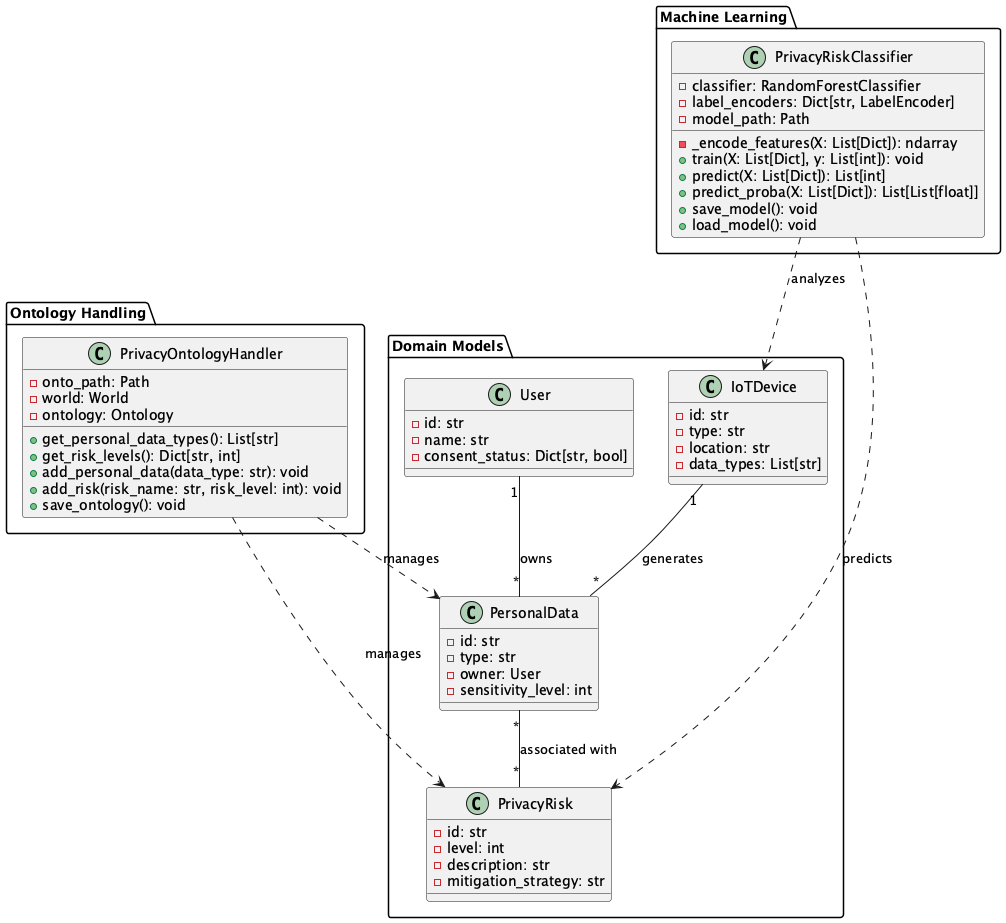 Machine Learning
C PrivacyRiskClassifier
classifier: RandomForestClassifier
label_encoders: Dict[str, LabelEncoder]
model_path: Path
_encode_features(X: List[Dict]): ndarray
train(X: List[Dict], y: List[int]): void
predict(X: List[Dict]): List[int]
predict_proba(X: List[Dict]): List[List[float]]
save_model(): void
load_model(): void
analyzes
Ontology Handling
C PrivacyOntologyHandler
onto_path: Path
world: World
ontology: Ontology
get_personal_data_types(): List[str]
get_risk_levels(): Dict[str, int]
add_personal_data(data_type: str): void
add_risk(risk_name: str, risk_level: int): void
save_ontology(): void
Domain Models
C User
id: str
name: str
consent_status: Dict[str, bool]
C IoTDevice
id: str
type: str
location: str
data_types: List[str]
1
1
manages
owns
generates
predicts
*
*
C PersonalData
id: str
type: str
owner: User
sensitivity_level: int
manages
*
associated with
*
C PrivacyRisk
id: str
level: int
description: str
mitigation_strategy: str